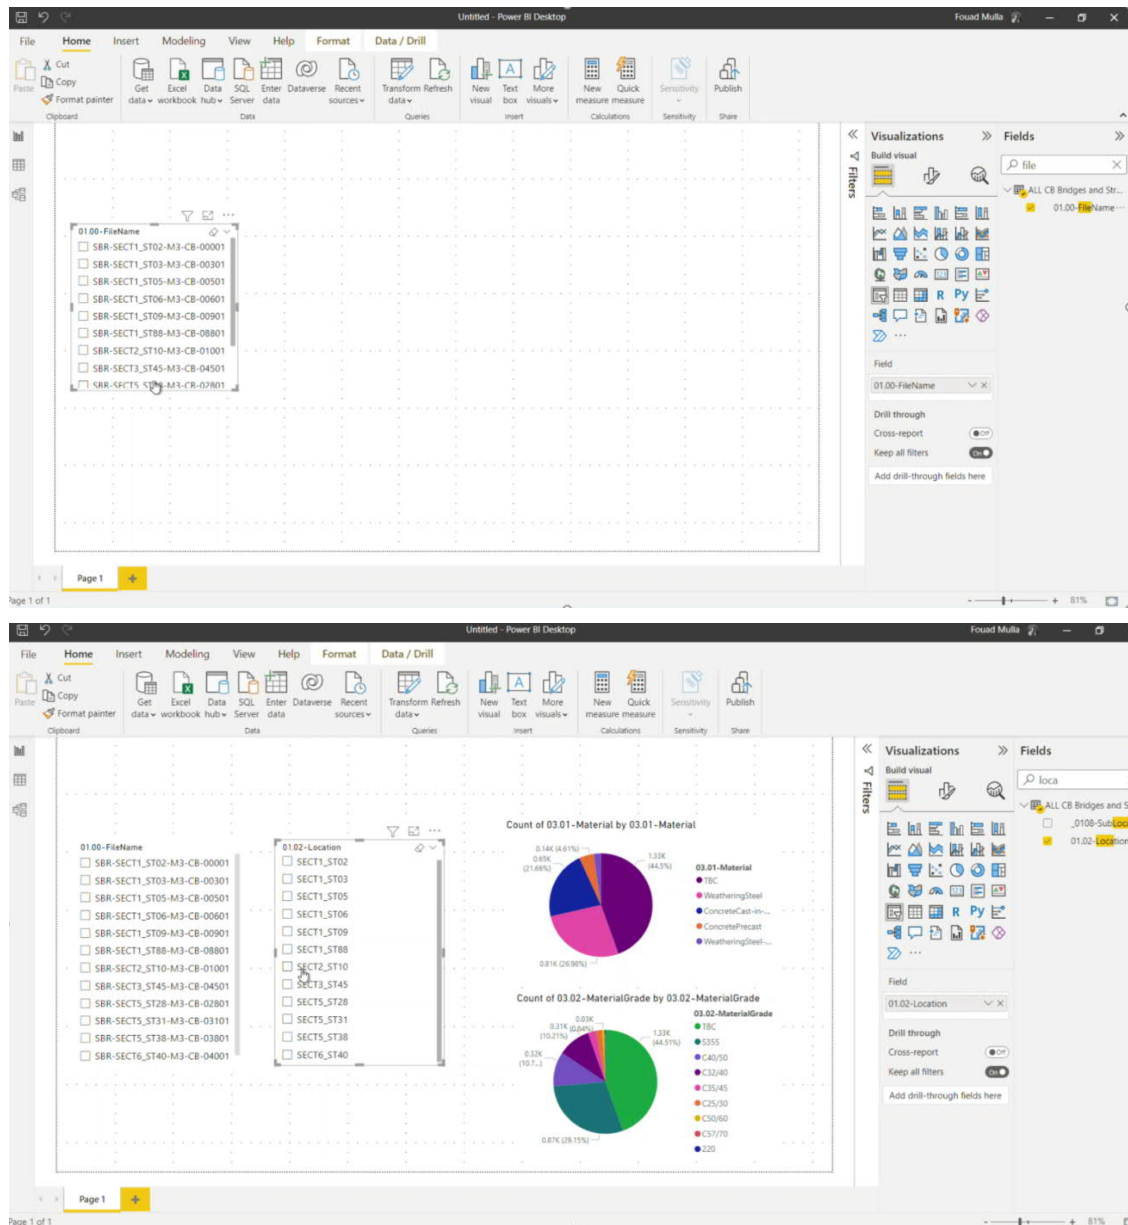 Untitled - Power BI Desktop
Fouad Mulla
File Home Insert Modeling View Help Format Data / Drill
Paste
Cut
Copy
Format painter
Clipboard
Get data
Excel workbook
Data hub
SQL Server
Enter data
Dataverse
Recent sources
Data
Transform data
Refresh
Queries
New visual
Text box
More visuals
Insert
New measure
Quick measure
Calculations
Sensitivity
Sensitivity
Publish
Share
01.00-FileName
SBR-SECT1_ST02-M3-CB-00001
SBR-SECT1_ST03-M3-CB-00301
SBR-SECT1_ST05-M3-CB-00501
SBR-SECT1_ST06-M3-CB-00601
SBR-SECT1_ST09-M3-CB-00901
SBR-SECT1_ST88-M3-CB-08801
SBR-SECT2_ST10-M3-CB-01001
SBR-SECT3_ST45-M3-CB-04501
Filters
Visualizations
Build visual
R Py
Field
01.00-FileName
Drill through
Cross-report
Off
Keep all filters
On
Add drill-through fields here
Fields
file
ALL CB Bridges and Str...
01.00-FileName
Page 1
Page 1 of 1
81%
Untitled - Power BI Desktop
Fouad Mulla
File Home Insert Modeling View Help Format Data / Drill
Paste
Cut
Copy
Format painter
Clipboard
Get data
Excel workbook
Data hub
SQL Server
Enter data
Dataverse
Recent sources
Data
Transform data
Refresh
Queries
New visual
Text box
More visuals
Insert
New measure
Quick measure
Calculations
Sensitivity
Sensitivity
Publish
Share
01.00-FileName
SBR-SECT1_ST02-M3-CB-00001
SBR-SECT1_ST03-M3-CB-00301
SBR-SECT1_ST05-M3-CB-00501
SBR-SECT1_ST06-M3-CB-00601
SBR-SECT1_ST09-M3-CB-00901
SBR-SECT1_ST88-M3-CB-08801
SBR-SECT2_ST10-M3-CB-01001
SBR-SECT3_ST45-M3-CB-04501
SBR-SECT5_ST28-M3-CB-02801
SBR-SECT5_ST31-M3-CB-03101
SBR-SECT5_ST38-M3-CB-03801
SBR-SECT6_ST40-M3-CB-04001
01.02-Location
SECT1_ST02
SECT1_ST03
SECT1_ST05
SECT1_ST06
SECT1_ST09
SECT1_ST88
SECT2_ST10
SECT3_ST45
SECT5_ST28
SECT5_ST31
SECT5_ST38
SECT6_ST40
Count of 03.01-Material by 03.01-Material
0.14K (4.61%)
0.65K
(21.66%)
1.33K
(44.5%)
0.81K (26.98%)
03.01-Material
TBC
WeatheringSteel
ConcreteCast-in-...
ConcretePrecast
WeatheringSteel-...
Count of 03.02-MaterialGrade by 03.02-MaterialGrade
0.03K
(0.84%)
0.31K
(10.21%)
0.32K
(10.7...)
1.33K
(44.51%)
0.87K (29.15%)
03.02-MaterialGrade
TBC
S355
C40/50
C32/40
C35/45
C25/30
C50/60
C57/70
220
Filters
Visualizations
Build visual
R Py
Field
01.02-Location
Drill through
Cross-report
Off
Keep all filters
On
Add drill-through fields here
Fields
loca
ALL CB Bridges and S
_0108-SubLoca
01.02-Location
Page 1
Page 1 of 1
81%